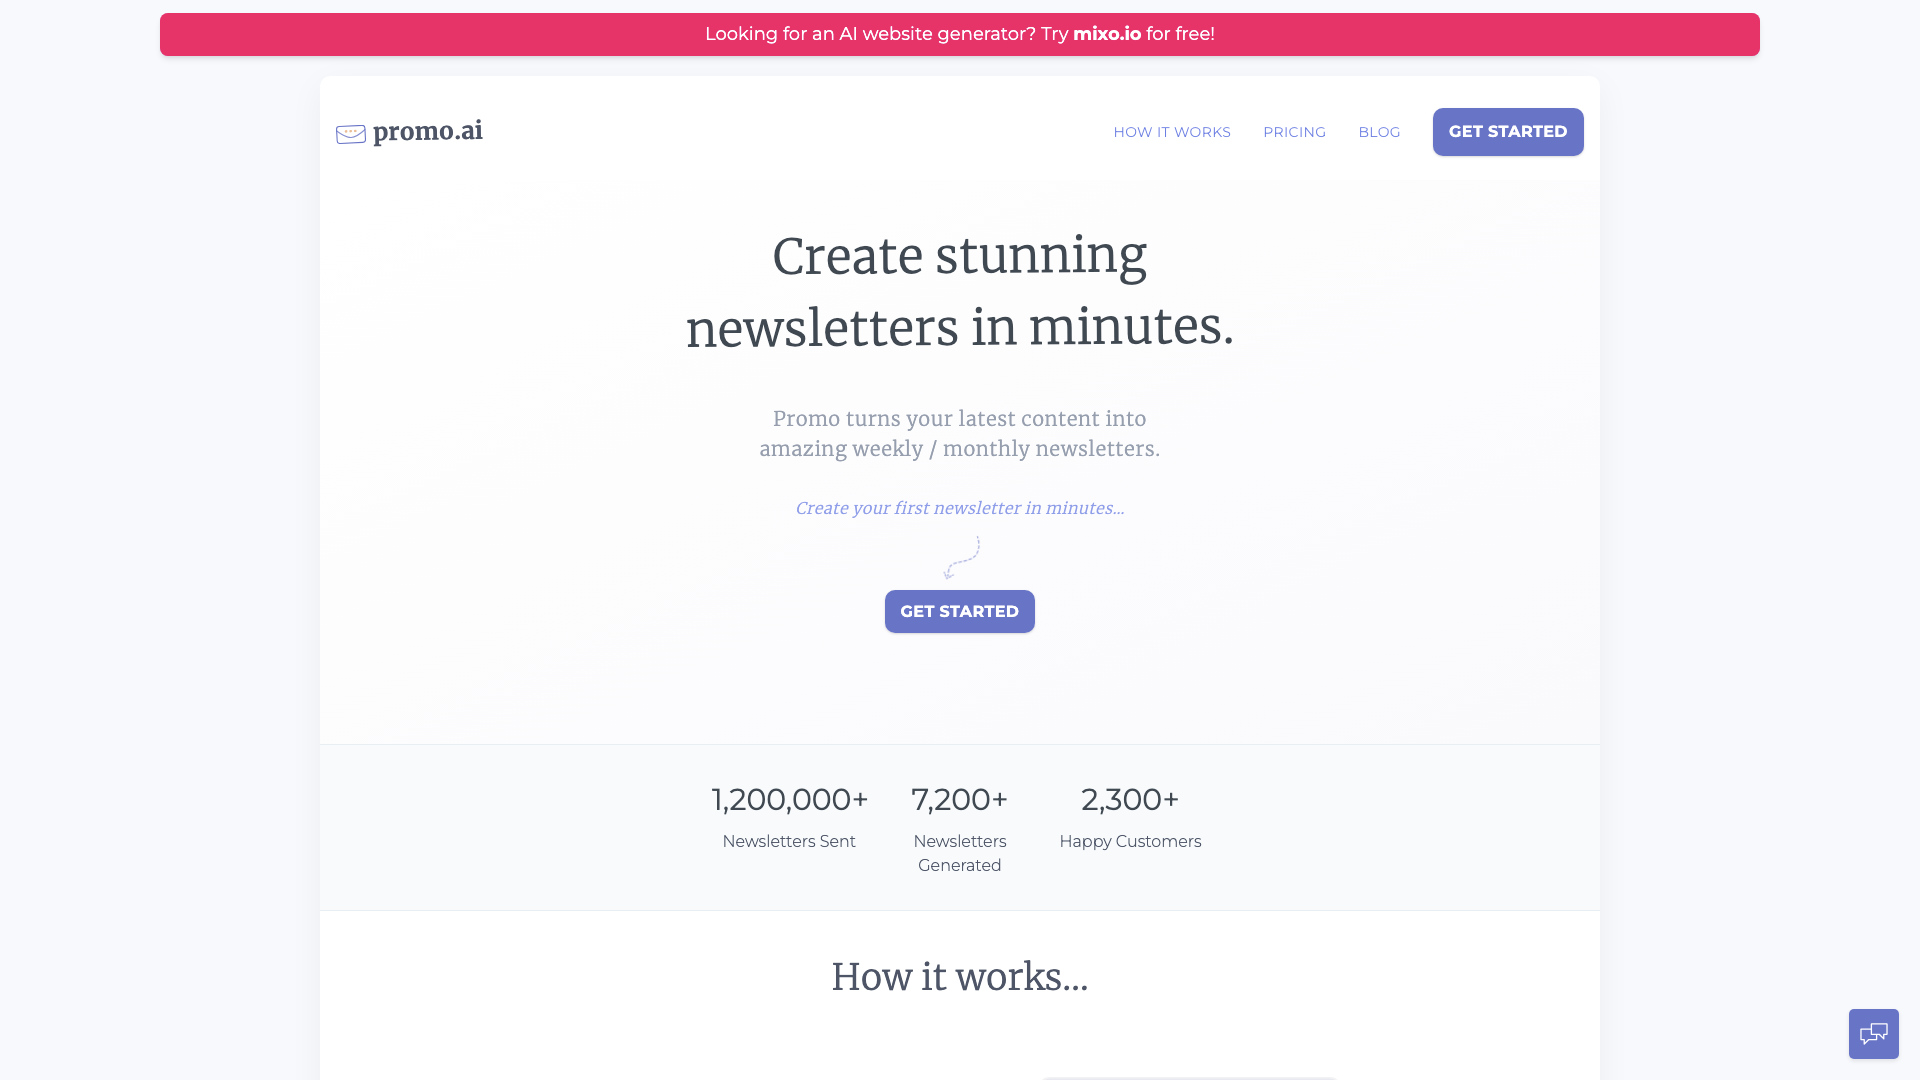 Looking for an AI website generator? Try mixo.io for free!
promo.ai
HOW IT WORKS
PRICING
BLOG
GET STARTED
Create stunning
newsletters in minutes.
Promo turns your latest content into
amazing weekly / monthly newsletters.
Create your first newsletter in minutes...
GET STARTED
1,200,000+
Newsletters Sent
7,200+
Newsletters
Generated
2,300+
Happy Customers
How it works...